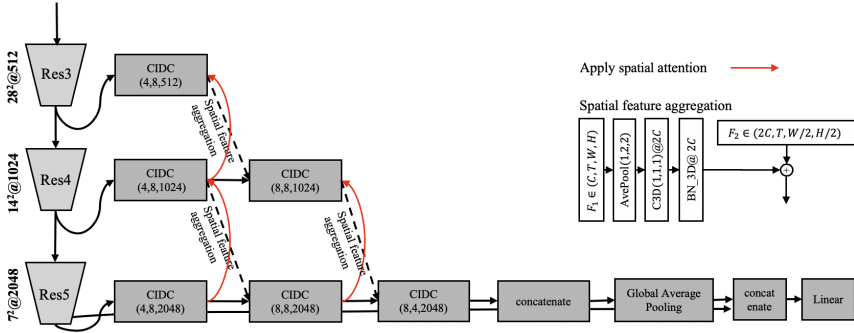 28²@512
Res3
CIDC
(4,8,512)
Spatial feature
aggregation
14²@1024
Res4
CIDC
(4,8,1024)
CIDC
(8,8,1024)
Spatial feature
aggregation
Spatial feature
aggregation
7²@2048
Res5
CIDC
(4,8,2048)
CIDC
(8,8,2048)
CIDC
(8,4,2048)
concatenate
Global Average
Pooling
concat
enate
Linear
Apply spatial attention
Spatial feature aggregation
F₁ ∈ (C, T, W, H)
AvePool(1,2,2)
C3D(1,1,1)@2C
BN_3D@ 2C
F₂ ∈ (2C, T, W/2, H/2)
+